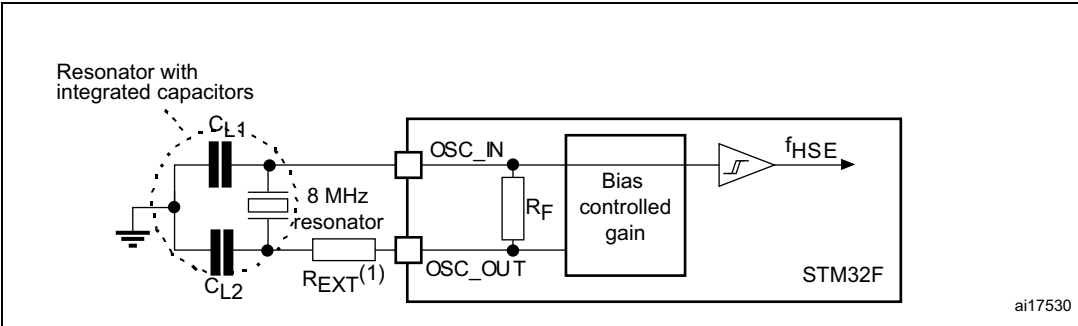 Resonator with
integrated capacitors
CL1
OSC_IN
fHSE
8 MHz
resonator
RF
Bias
controlled
gain
OSC_OUT
REXT(1)
CL2
STM32F
ai17530